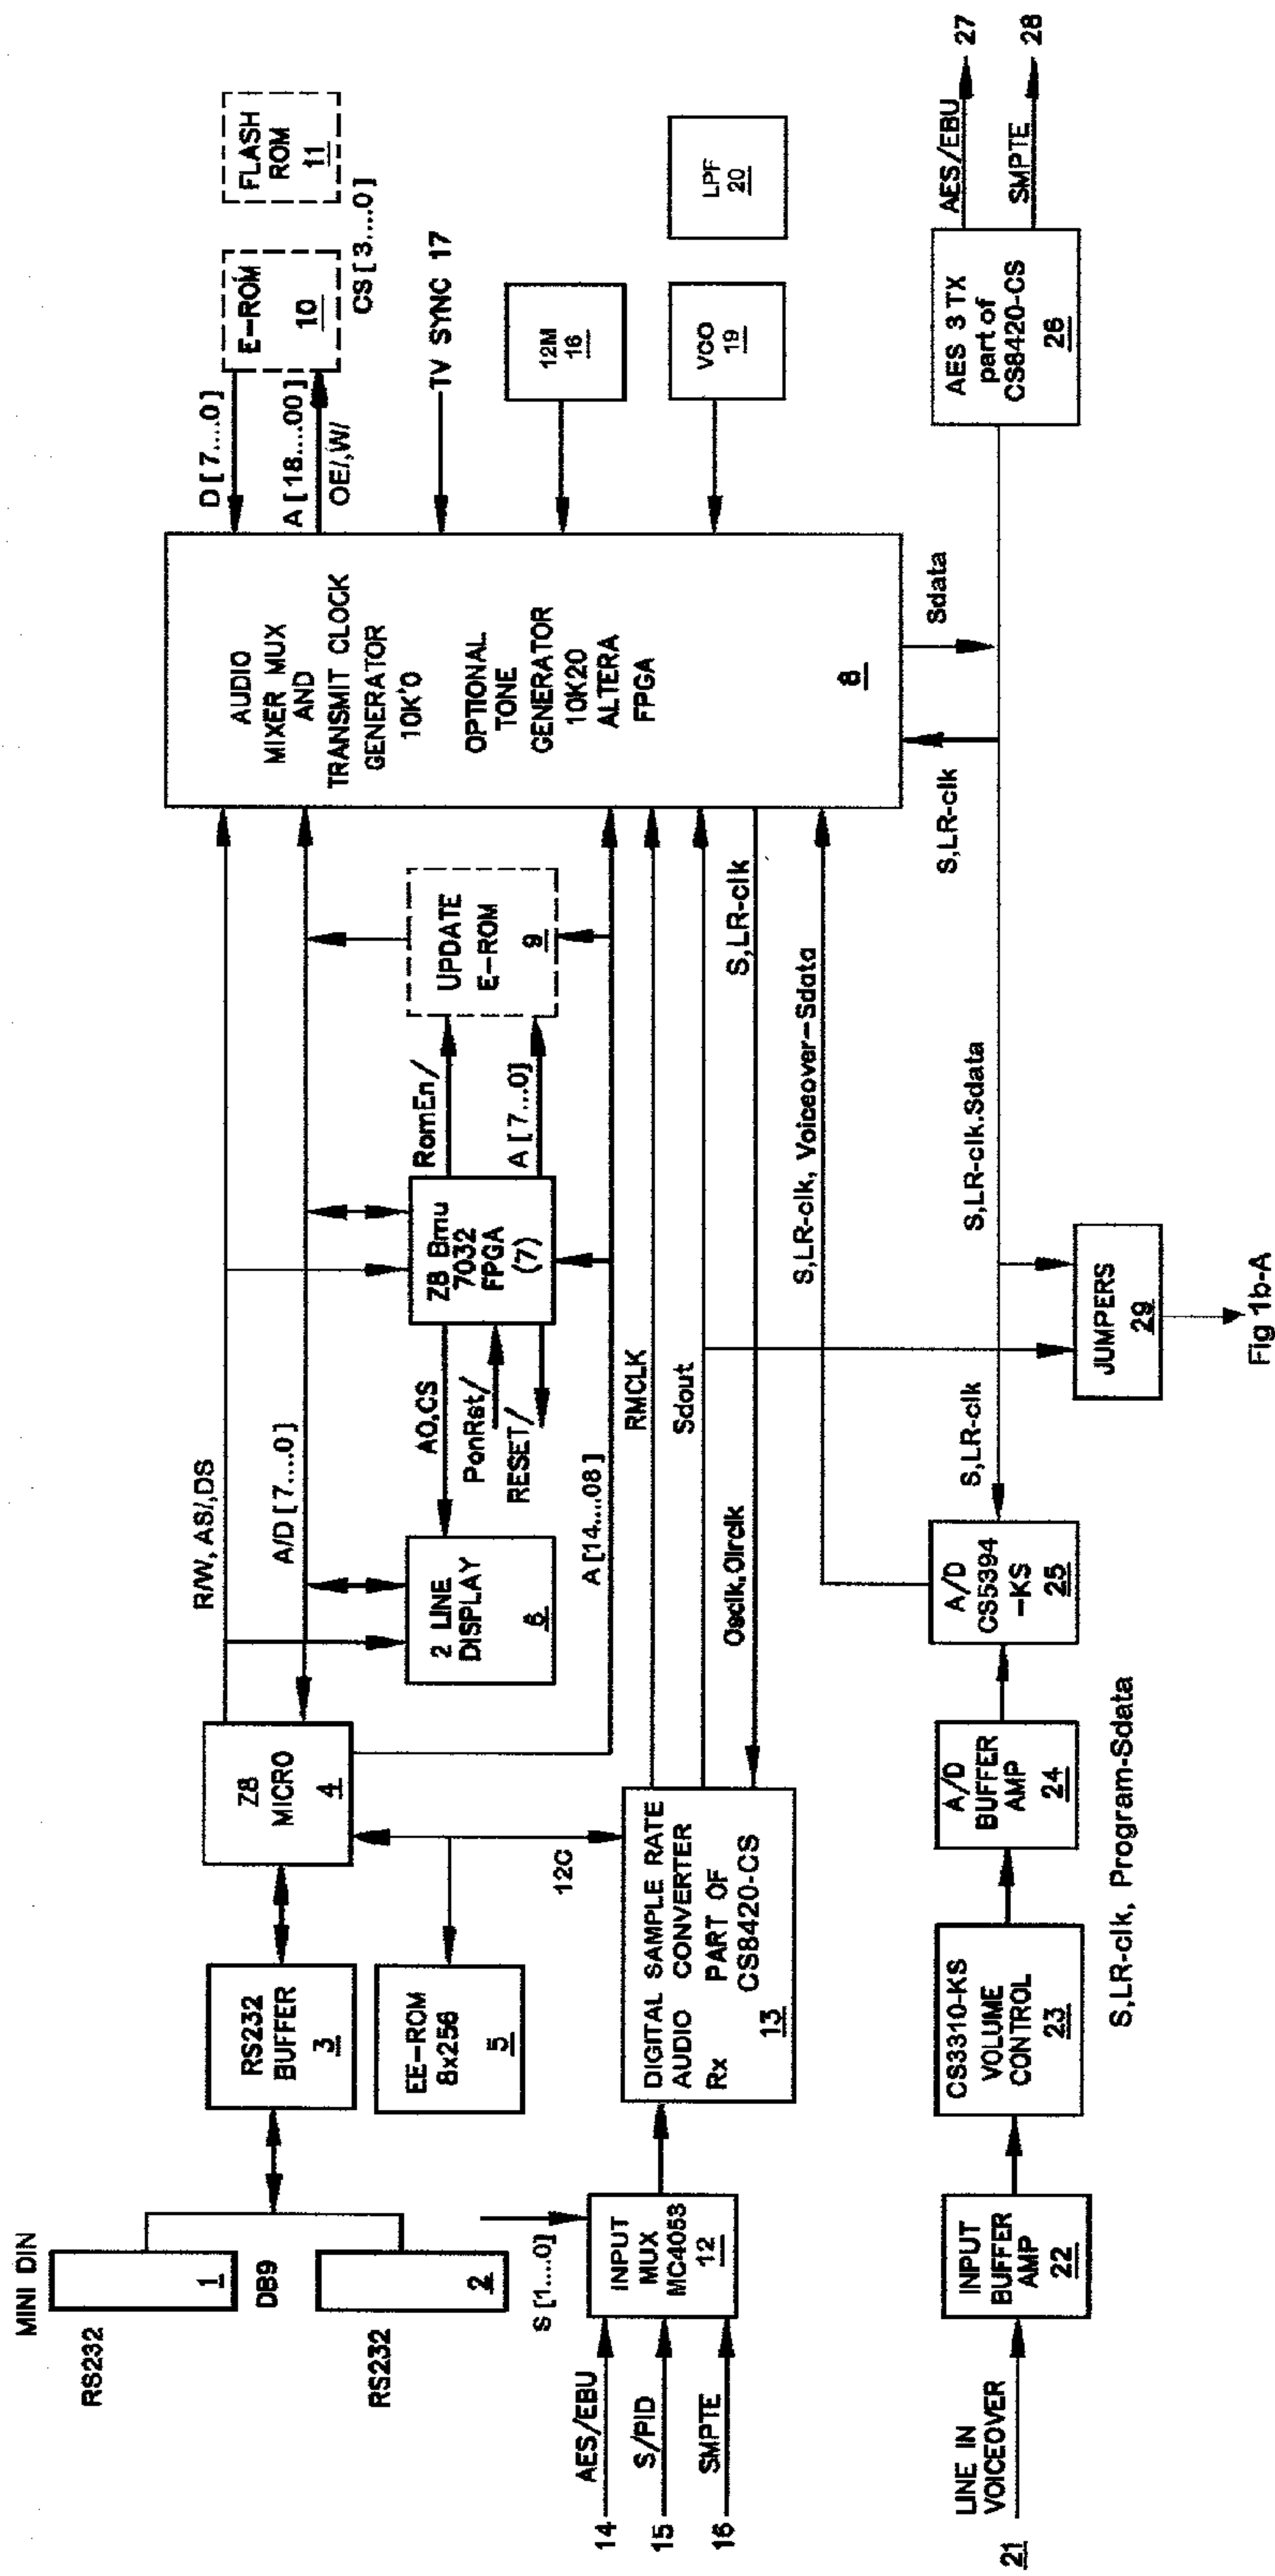 MINI DIN
RS232
1
DB9
RS232
2
RS232
BUFFER
3
EE-ROM
8x256
5
Z8
MICRO
4
12C
R/W, AS/,DS
A/D [7....0]
2 LINE
DISPLAY
6
AO,CS
PonRst/
RESET/
A [14....08]
Z8 Bmu
7032
FPGA
(7)
RomEn/
A [7...0]
UPDATE
E-ROM
9
AUDIO
MIXER MUX
AND
TRANSMIT CLOCK
GENERATOR
10K'0
OPTIONAL
TONE
GENERATOR
10K20
ALTERA
FPGA
8
D [7....0]
A [18....00]
OE/,W/
E-ROM
10
FLASH
ROM
11
CS [3....0]
TV SYNC 17
12M
16
VCO
19
LPF
20
S [1....0]
14
AES/EBU
15
S/PID
16
SMPTE
INPUT
MUX
MC4053
12
DIGITAL SAMPLE RATE
AUDIO CONVERTER
Rx PART OF
CS8420-CS
13
RMCLK
Sdout
Osclk,Olrclk
S,LR-clk
S,LR-clk, Voiceover-Sdata
S,LR-clk
Sdata
21
LINE IN
VOICEOVER
INPUT
BUFFER
AMP
22
CS3310-KS
VOLUME
CONTROL
23
A/D
BUFFER
AMP
24
A/D
CS5394
-KS
25
S,LR-clk
S,LR-clk.Sdata
AES 3 TX
part of
CS8420-CS
26
AES/EBU
27
SMPTE
28
JUMPERS
29
S,LR-clk, Program-Sdata
Fig 1b-A